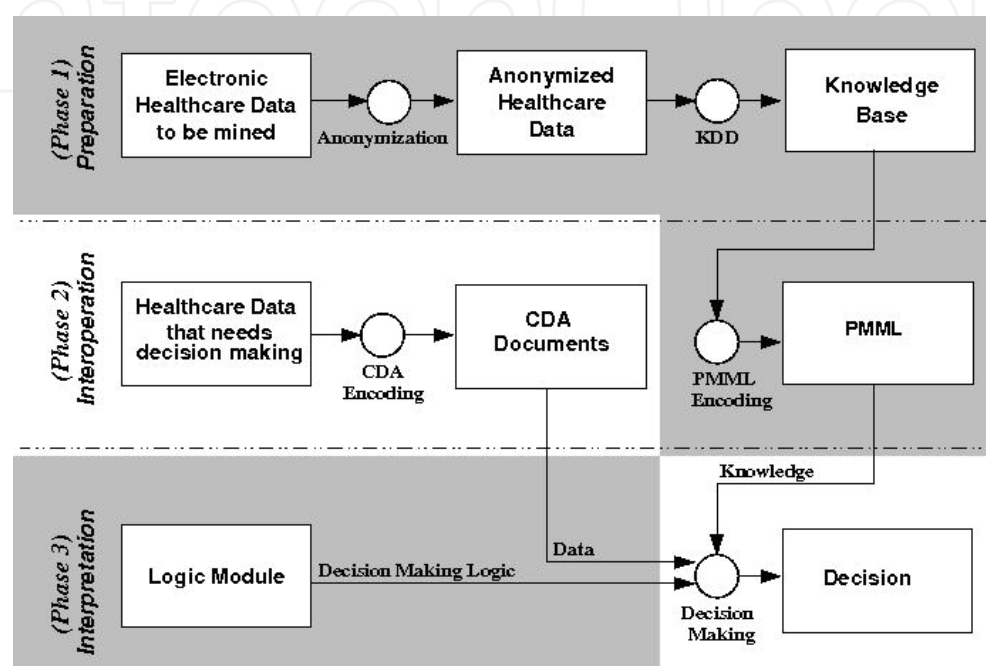 (Phase 1)
Preparation
Electronic
Healthcare Data
to be mined
Anonymization
Anonymized
Healthcare
Data
KDD
Knowledge
Base
(Phase 2)
Interoperation
Healthcare Data
that needs
decision making
CDA
Encoding
CDA
Documents
PMML
Encoding
PMML
(Phase 3)
Interpretation
Logic Module
Decision Making Logic
Data
Knowledge
Decision
Making
Decision